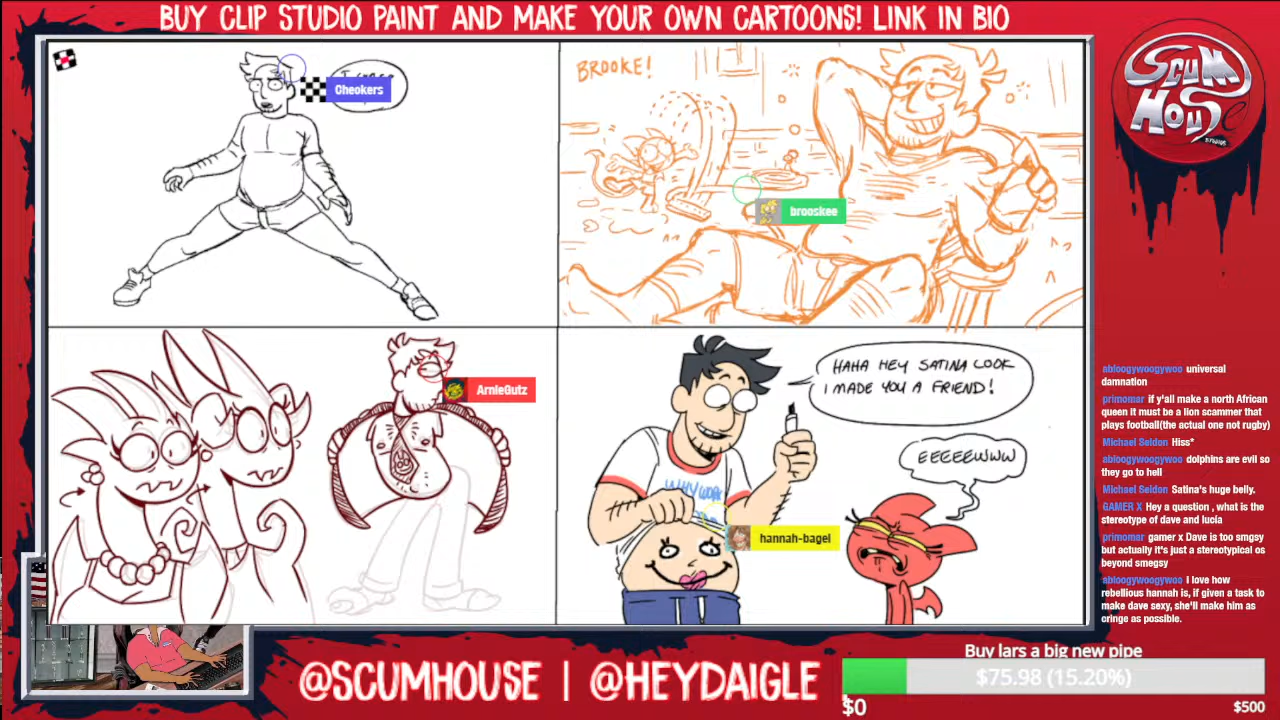 BUY CLIP STUDIO PAINT AND MAKE YOUR OWN CARTOONS! LINK IN BIO
SCUM
HOUSE
Cheokers
BROOKE!
brooskee
ArnieGutz
HAHA HEY SATINA LOOK
I MADE YOU A FRIEND!
EEEEEWWW
WHY WORK
hannah-bagel
abloogywoogywoo universal
damnation
primomar if y'all make a north African
queen it must be a lion scammer that
plays football(the actual one not rugby)
Michael Seldon Hiss*
abloogywoogywoo dolphins are evil so
they go to hell
Michael Seldon Satina's huge belly.
GAMER X Hey a question , what is the
stereotype of dave and lucia
primomar gamer x Dave is too smgsy
but actually it's just a stereotypical os
beyond smegsy
abloogywoogywoo I love how
rebellious hannah is, if given a task to
make dave sexy, she'll make him as
cringe as possible.
@SCUMHOUSE | @HEYDAIGLE
Buy lars a big new pipe
$75.98 (15.20%)
$0
$500